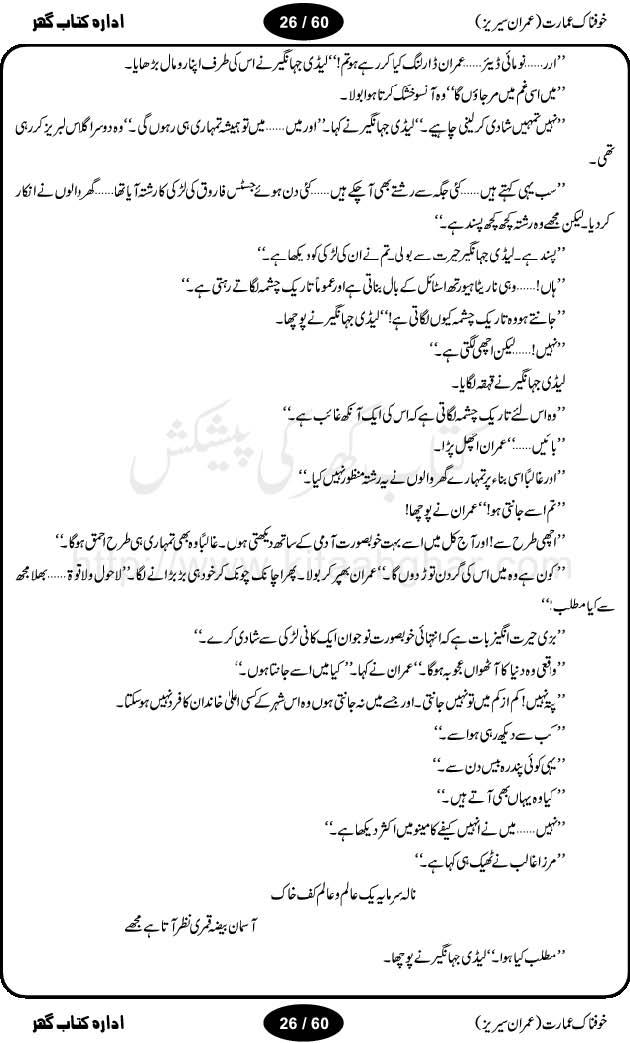 خوفناک عمارت (عمران سیریز)
26 / 60
ادارہ کتاب گھر
’’ارر......نو مائی ڈیئر......عمران ڈارلنگ کیا کر رہے ہو تم!‘‘ لیڈی جہانگیر نے اس کی طرف اپنا رومال بڑھایا۔
’’میں اسی غم میں مر جاؤں گا‘‘ وہ آنسو خشک کرتا ہوا بولا۔
’’نہیں تمہیں شادی کر لینی چاہیے۔‘‘ لیڈی جہانگیر نے کہا۔’’اور میں......میں تو ہمیشہ تمہاری ہی رہوں گی۔‘‘ وہ دوسرا گلاس لبریز کر رہی
تھی۔
’’سب یہی کہتے ہیں......کئی جگہ سے رشتے بھی آ چکے ہیں......کئی دن ہوئے جسٹس فاروق کی لڑکی کا رشتہ آیا تھا......گھر والوں نے انکار
کر دیا۔ لیکن مجھے وہ رشتہ کچھ کچھ پسند ہے۔‘‘
’’پسند ہے۔ لیڈی جہانگیر حیرت سے بولی۔ تم نے ان کی لڑکی کو دیکھا ہے۔‘‘
’’ہاں!......وہی نا ریٹا ہیورتھ اسٹائل کے بال بناتی ہے اور عموماً تاریک چشمہ لگائے رہتی ہے۔‘‘
’’جانتے ہو وہ تاریک چشمہ کیوں لگاتی ہے!‘‘ لیڈی جہانگیر نے پوچھا۔
’’نہیں!......لیکن اچھی لگتی ہے۔‘‘
لیڈی جہانگیر نے قہقہہ لگایا۔
’’وہ اس لئے تاریک چشمہ لگاتی ہے کہ اس کی ایک آنکھ غائب ہے۔‘‘
’’ہائیں......‘‘ عمران اچھل پڑا۔
’’اور غالباً اسی بناء پر تمہارے گھر والوں نے یہ رشتہ منظور نہیں کیا۔‘‘
’’تم اسے جانتی ہو!‘‘ عمران نے پوچھا!
’’اچھی طرح سے! اور آج کل میں اسے بہت خوبصورت آدمی کے ساتھ دیکھتی ہوں۔ غالباً وہ بھی تمہاری ہی طرح احمق ہو گا۔‘‘
’’کون ہے وہ میں اس کی گردن توڑ دوں گا۔‘‘ عمران بپھر کر بولا۔ پھر اچانک چونک کر خود ہی بڑبڑانے لگا۔’’لاحول ولا قوۃ......بھلا مجھ
سے کیا مطلب!‘‘
’’بڑی حیرت انگیز بات ہے کہ انتہائی خوبصورت نوجوان ایک کانی لڑکی سے شادی کرے۔‘‘
’’واقعی وہ دنیا کا آٹھواں عجوبہ ہو گا۔‘‘ عمران نے کہا۔’’کیا میں اسے جانتا ہوں۔‘‘
’’پتہ نہیں! کم از کم میں تو نہیں جانتی۔ اور جسے میں نہ جانتی ہوں وہ اس شہر کے کسی اعلیٰ خاندان کا فرد نہیں ہو سکتا۔
’’کب سے دیکھ رہی ہو اسے۔‘‘
’’یہی کوئی پندرہ بیس دن سے۔‘‘
’’کیا وہ یہاں بھی آتے ہیں۔‘‘
’’نہیں......میں نے انہیں کیفے کامینو میں اکثر دیکھا ہے۔‘‘
’’مرزا غالب نے ٹھیک ہی کہا ہے۔‘‘
نالہ سرمایہ یک عالم و عالم کف خاک
آسمان بیضہ قمری نظر آتا ہے مجھے
’’مطلب کیا ہوا۔‘‘ لیڈی جہانگیر نے پوچھا۔
کتاب گھر کی پیشکش
http://www.kitaabghar.com
خوفناک عمارت (عمران سیریز)
26 / 60
ادارہ کتاب گھر